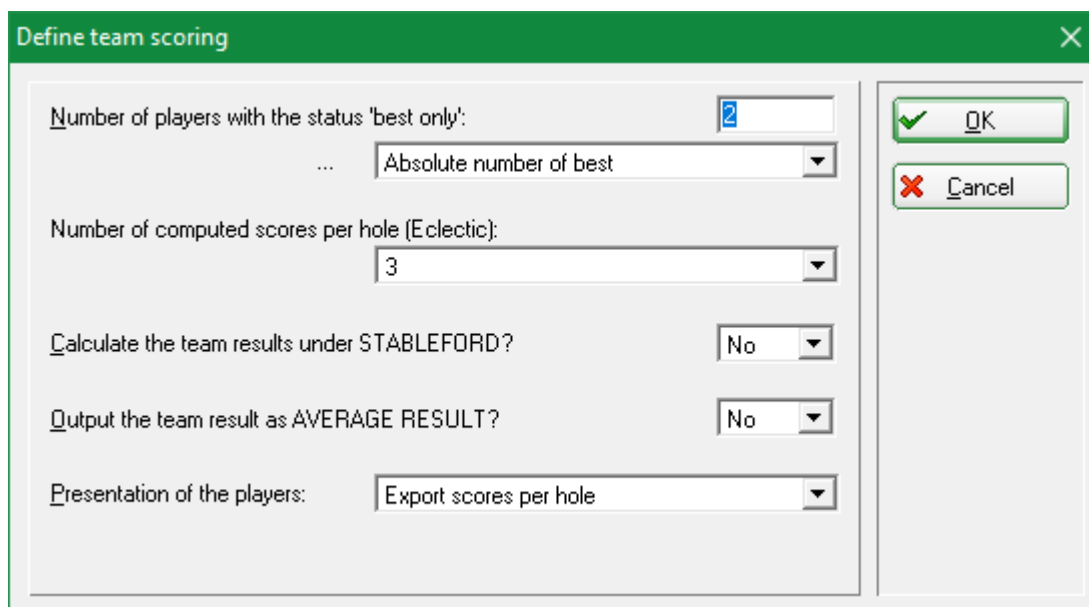 Define team scoring
Number of players with the status 'best only':
2
...
Absolute number of best
Number of computed scores per hole (Eclectic):
3
Calculate the team results under STABLEFORD?
No
Output the team result as AVERAGE RESULT?
No
Presentation of the players:
Export scores per hole
OK
Cancel